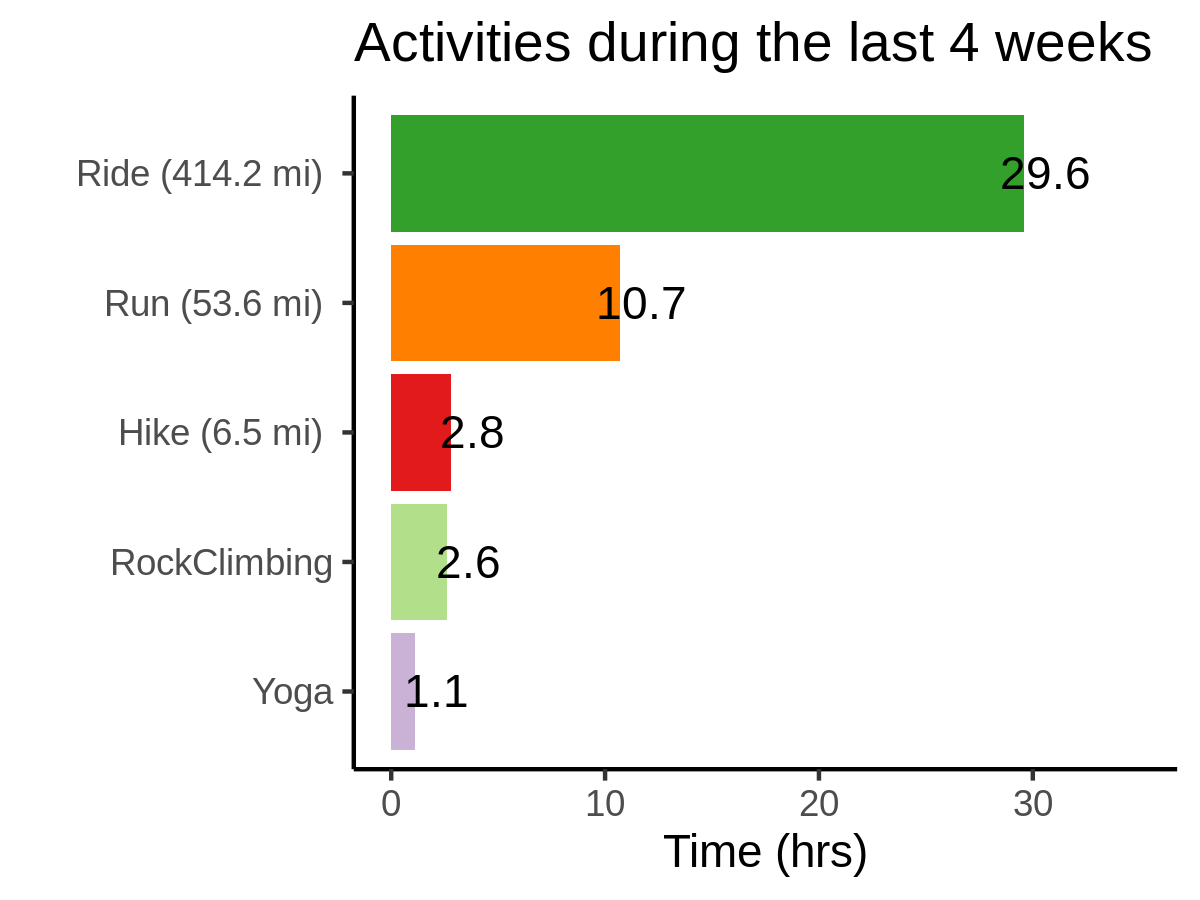 Activities during the last 4 weeks
Ride (414.2 mi) 29.6
Run (53.6 mi) 10.7
Hike (6.5 mi) 2.8
RockClimbing 2.6
Yoga 1.1
0 10 20 30
Time (hrs)